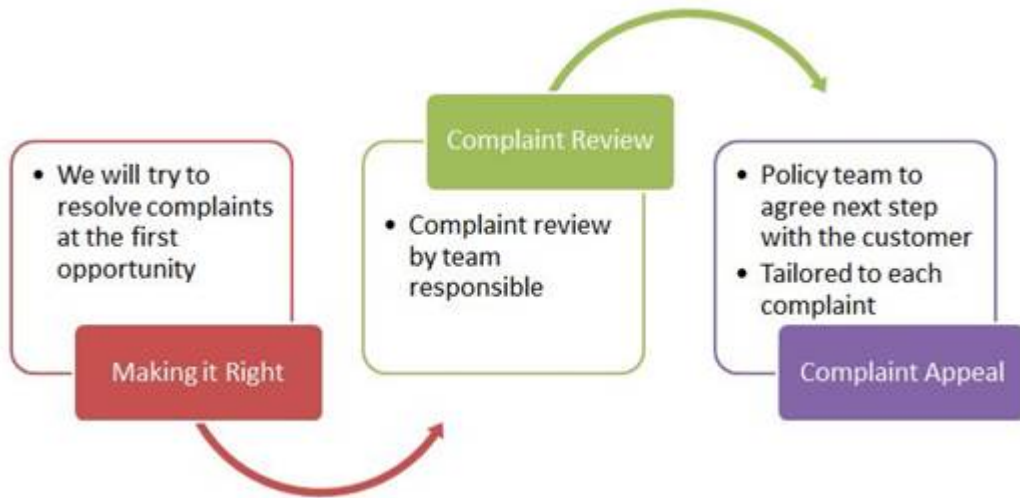 • We will try to
resolve complaints
at the first
opportunity
Making it Right
Complaint Review
• Complaint review
by team
responsible
• Policy team to
agree next step
with the customer
• Tailored to each
complaint
Complaint Appeal